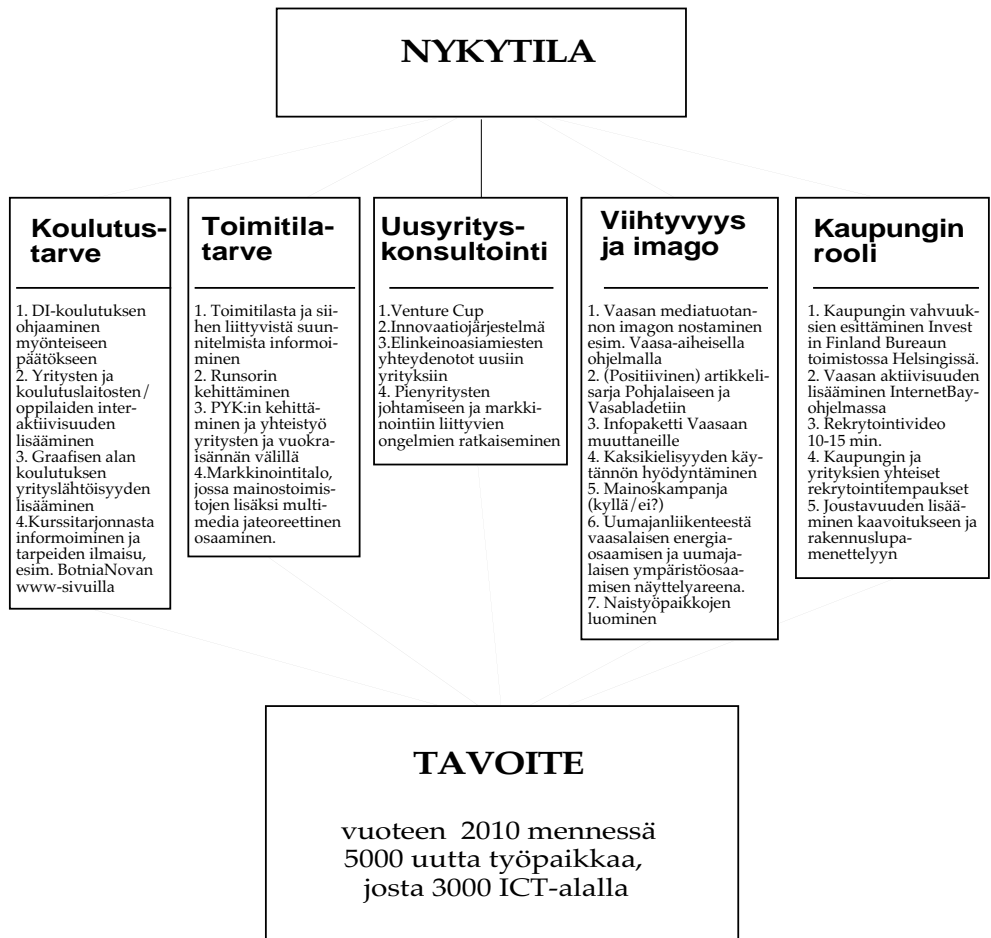 NYKYTILA
Koulutus-
tarve
1. DI-koulutuksen
ohjaaminen
myönteiseen
päätökseen
2. Yritysten ja
koulutuslaitosten/
oppilaiden inter-
aktiivisuuden
lisääminen
3. Graafisen alan
koulutuksen
yrityslähtöisyyden
lisääminen
4.Kurssitarjonnasta
informoiminen ja
tarpeiden ilmaisu,
esim. BotniaNovan
www-sivuilla
Toimitila-
tarve
1. Toimitilasta ja sii-
hen liittyvistä suun-
nitelmista informoi-
minen
2. Runsorin
kehittäminen
3. PYK:in kehittä-
minen ja yhteistyö
yritysten ja vuokra-
isännän välillä
4.Markkinointitalo,
jossa mainostoimis-
tojen lisäksi multi-
media jateoreettinen
osaaminen.
Uusyritys-
konsultointi
1.Venture Cup
2.Innovaatiojärjestelmä
3.Elinkeinoasiamiesten
yhteydenotot uusiin
yrityksiin
4. Pienyritysten
johtamiseen ja markki-
nointiin liittyvien
ongelmien ratkaiseminen
Viihtyvyys
ja imago
1. Vaasan mediatuotan-
non imagon nostaminen
esim. Vaasa-aiheisella
ohjelmalla
2. (Positiivinen) artikkeli-
sarja Pohjalaiseen ja
Vasabladetiin
3. Infopaketti Vaasaan
muuttaneille
4. Kaksikielisyyden käy-
tännön hyödyntäminen
5. Mainoskampanja
(kyllä/ei?)
6. Uumajanliikenteestä
vaasalaisen energia-
osaamisen ja uumaja-
laisen ympäristöosaa-
misen näyttelyareena.
7. Naistyöpaikkojen
luominen
Kaupungin
rooli
1. Kaupungin vahvuuk-
sien esittäminen Invest
in Finland Bureaun
toimistossa Helsingissä.
2. Vaasan aktiivisuuden
lisääminen InternetBay-
ohjelmassa
3. Rekrytointivideo
10-15 min.
4. Kaupungin ja
yrityksien yhteiset
rekrytointitempaukset
5. Joustavuuden lisää-
minen kaavoitukseen ja
rakennuslupa-
menettelyyn
TAVOITE
vuoteen 2010 mennessä
5000 uutta työpaikkaa,
josta 3000 ICT-alalla